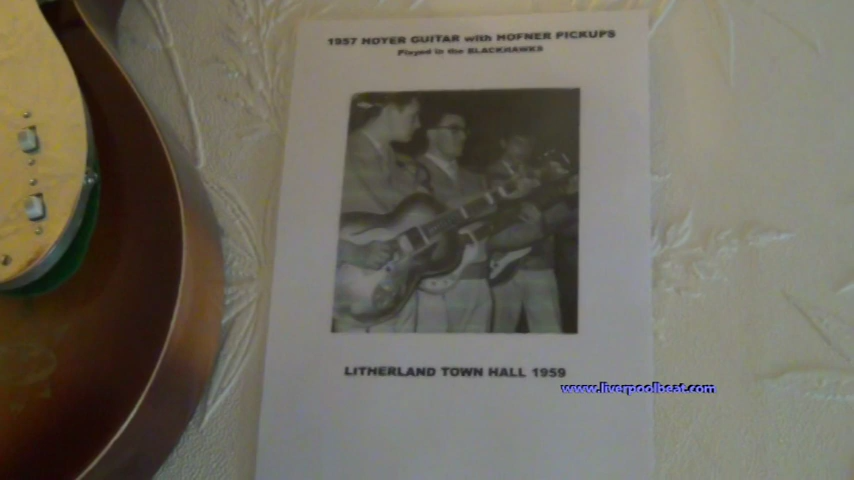 1957 HOYER GUITAR with HOFNER PICKUPS
Played in the BLACKHAWKS
LITHERLAND TOWN HALL 1959
www.liverpoolbeat.com